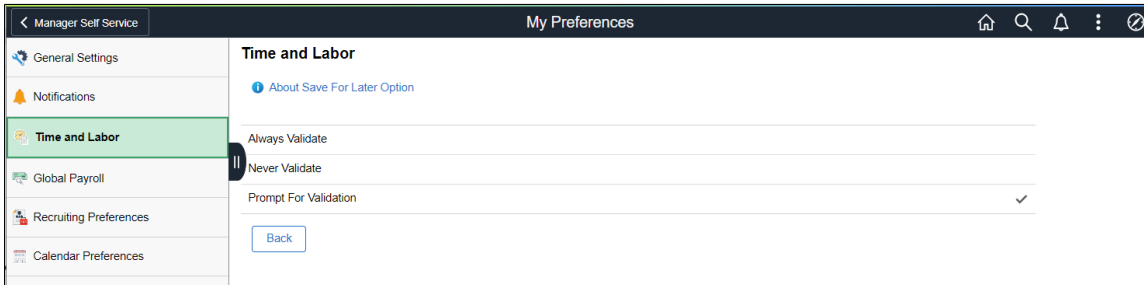 Manager Self Service
My Preferences
General Settings
Notifications
Time and Labor
Global Payroll
Recruiting Preferences
Calendar Preferences
Time and Labor
About Save For Later Option
Always Validate
Never Validate
Prompt For Validation
Back